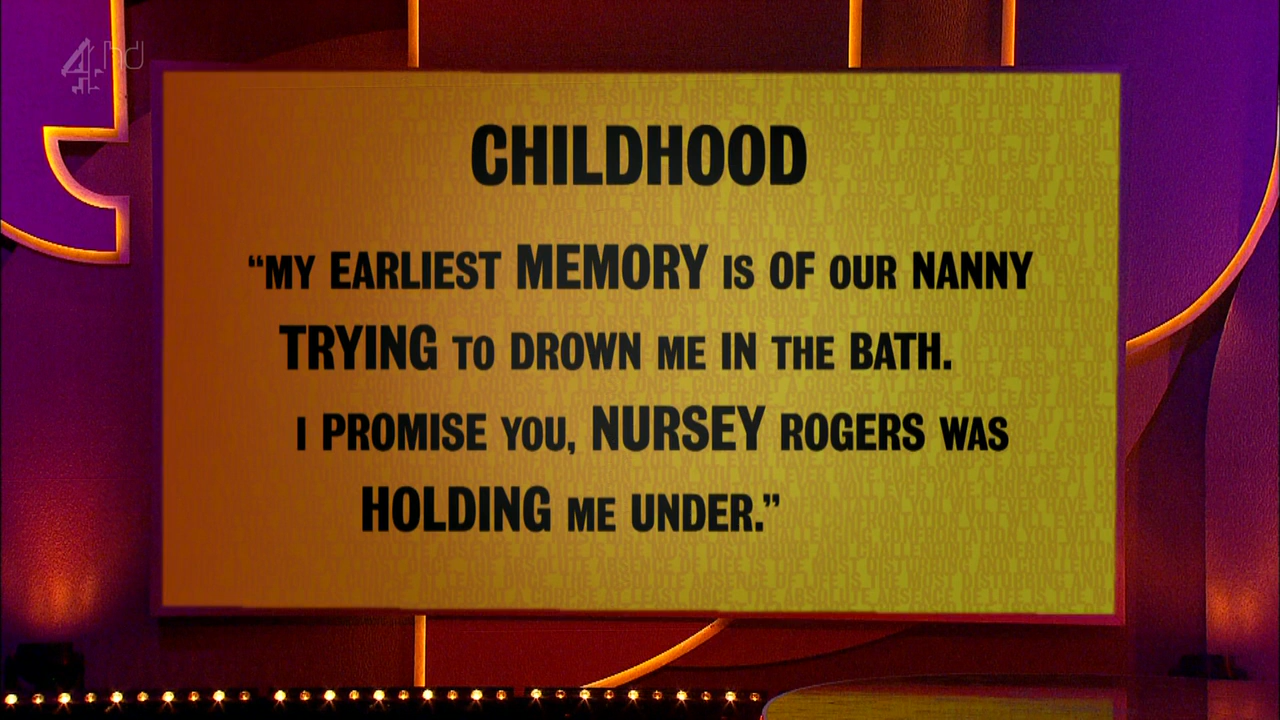 4hd
CHILDHOOD
“MY EARLIEST MEMORY IS OF OUR NANNY
TRYING TO DROWN ME IN THE BATH.
I PROMISE YOU, NURSEY ROGERS WAS
HOLDING ME UNDER.”